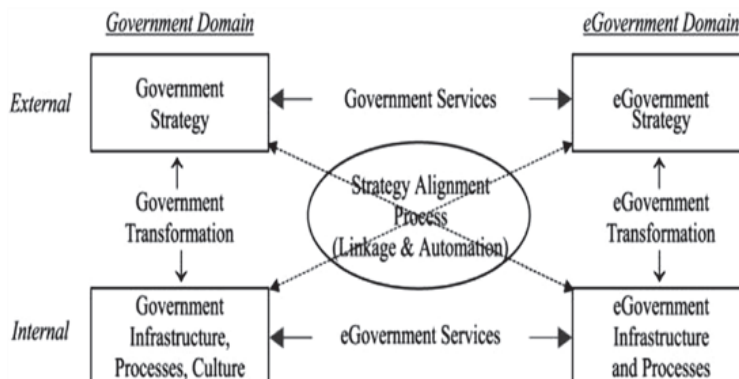 Government Domain
eGovernment Domain
External
Government
Strategy
Government Services
eGovernment
Strategy
Government
Transformation
Strategy Alignment
Process
(Linkage & Automation)
eGovernment
Transformation
Internal
Government
Infrastructure,
Processes, Culture
eGovernment Services
eGovernment
Infrastructure
and Processes